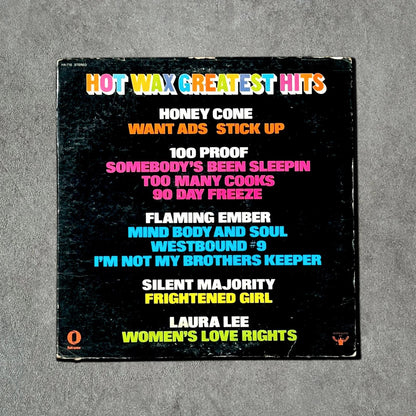 HOT WAX GREATEST HITS
HONEY CONE
WANT ADS STICK UP
100 PROOF
SOMEBODY'S BEEN SLEEPIN
TOO MANY COOKS
90 DAY FREEZE
FLAMING EMBER
MIND BODY AND SOUL
WESTBOUND #9
I'M NOT MY BROTHERS KEEPER
SILENT MAJORITY
FRIGHTENED GIRL
LAURA LEE
WOMEN'S LOVE RIGHTS